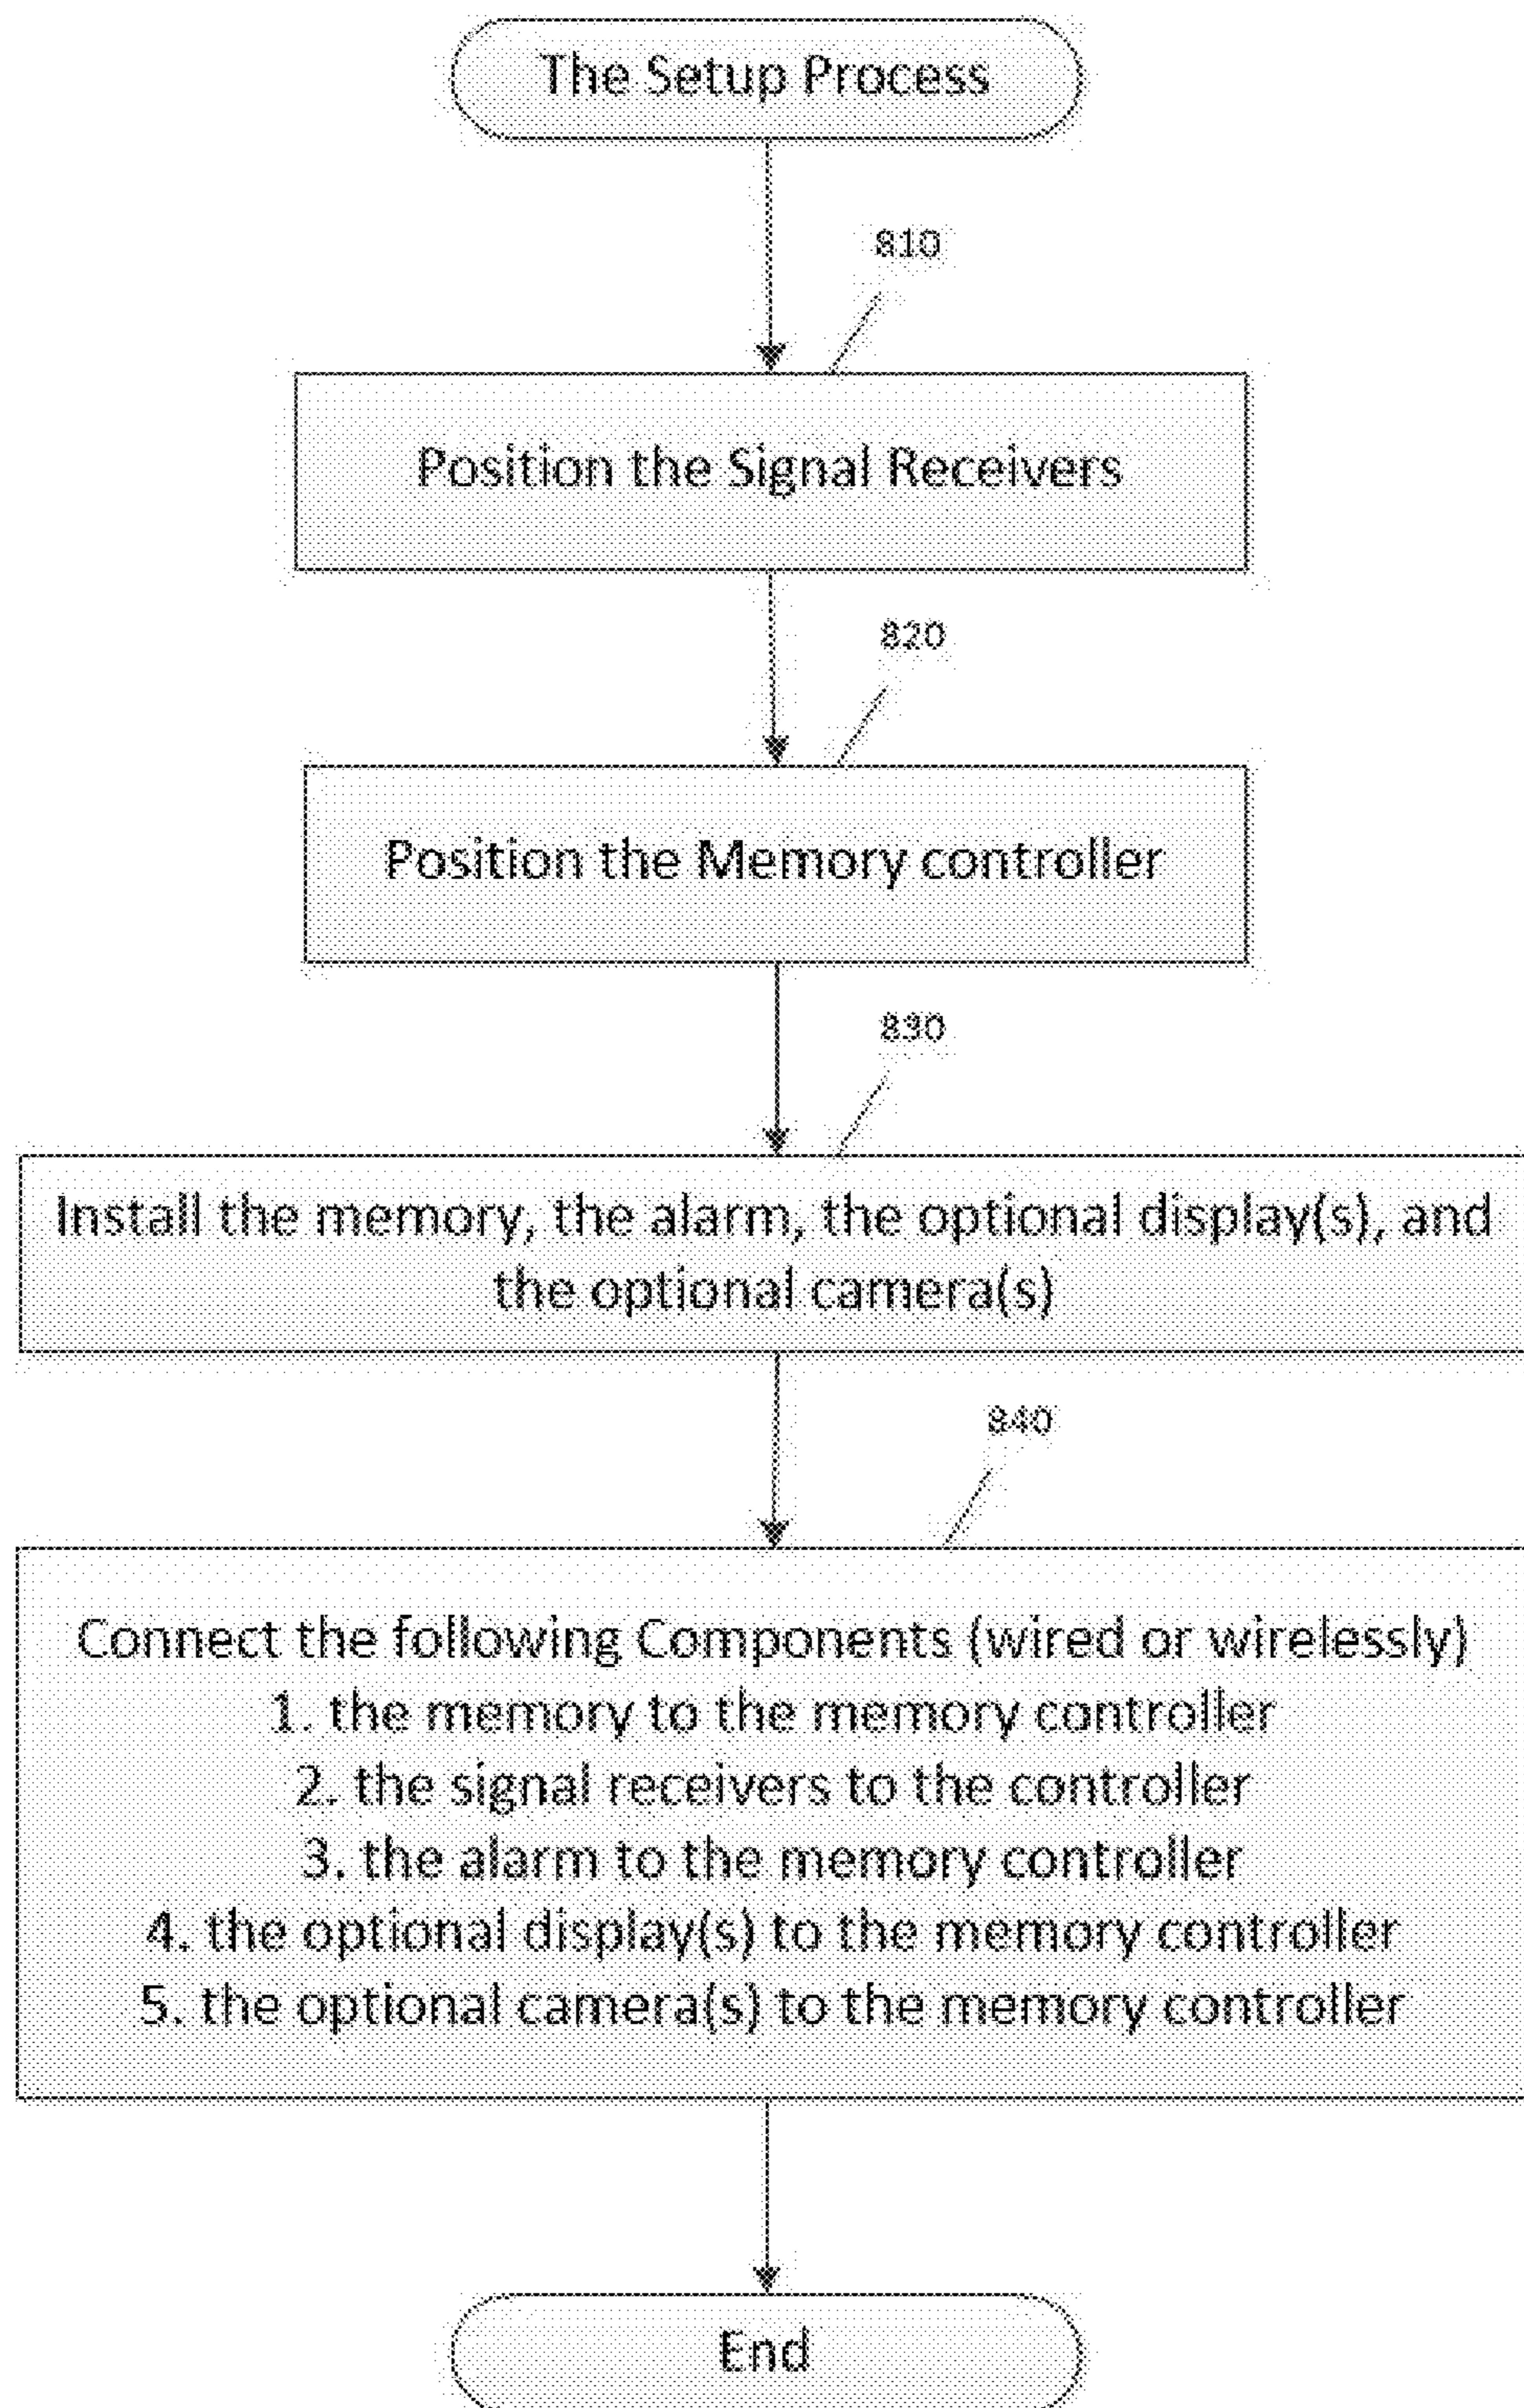 The Setup Process
810
Position the Signal Receivers
820
Position the Memory controller
830
Install the memory, the alarm, the optional display(s), and
the optional camera(s)
840
Connect the following Components (wired or wirelessly)
1. the memory to the memory controller
2. the signal receivers to the controller
3. the alarm to the memory controller
4. the optional display(s) to the memory controller
5. the optional camera(s) to the memory controller
End